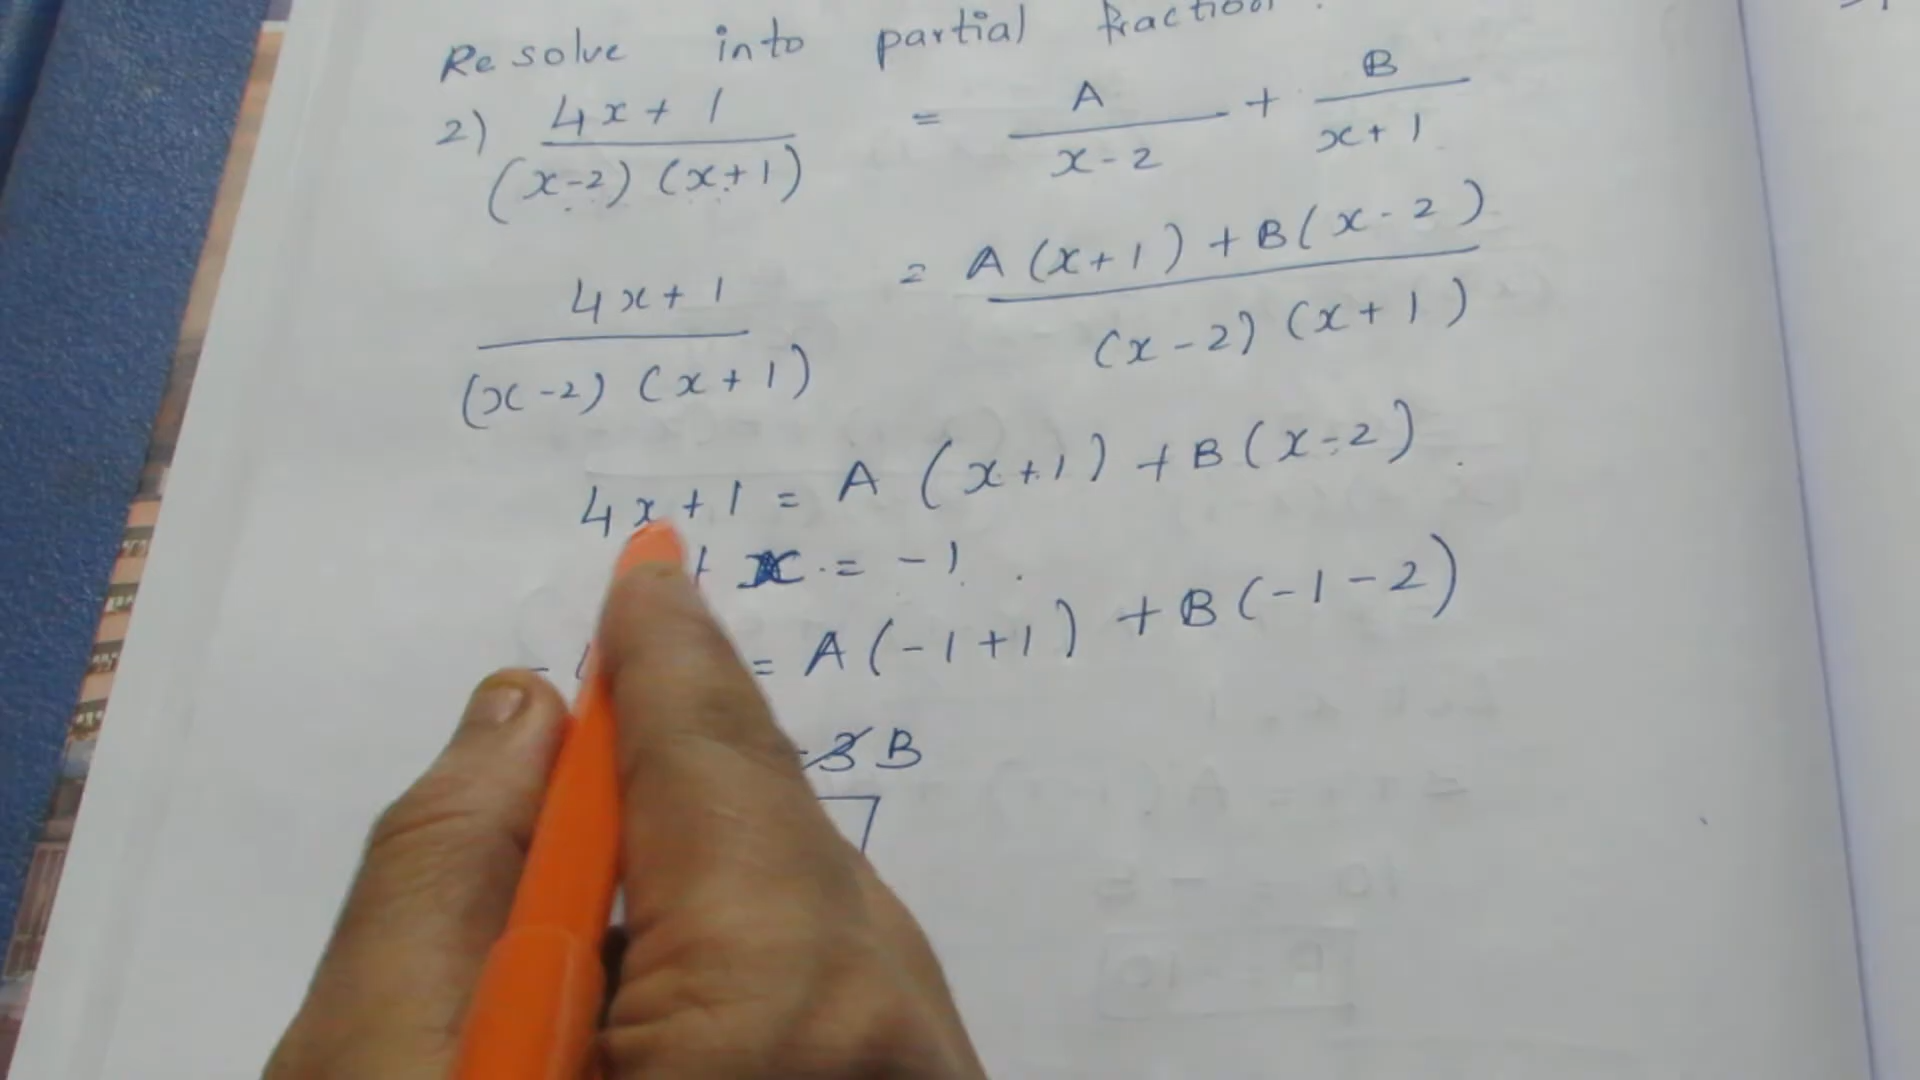 Resolve into partial fraction
2) (4x + 1)/((x-2) (x+1)) = A/(x-2) + B/(x+1)
(4x + 1)/((x-2) (x+1)) = (A(x+1) + B(x-2))/((x-2) (x+1))
4x+1 = A (x+1) + B(x-2)
x = -1
= A(-1+1) + B(-1-2)
-3B